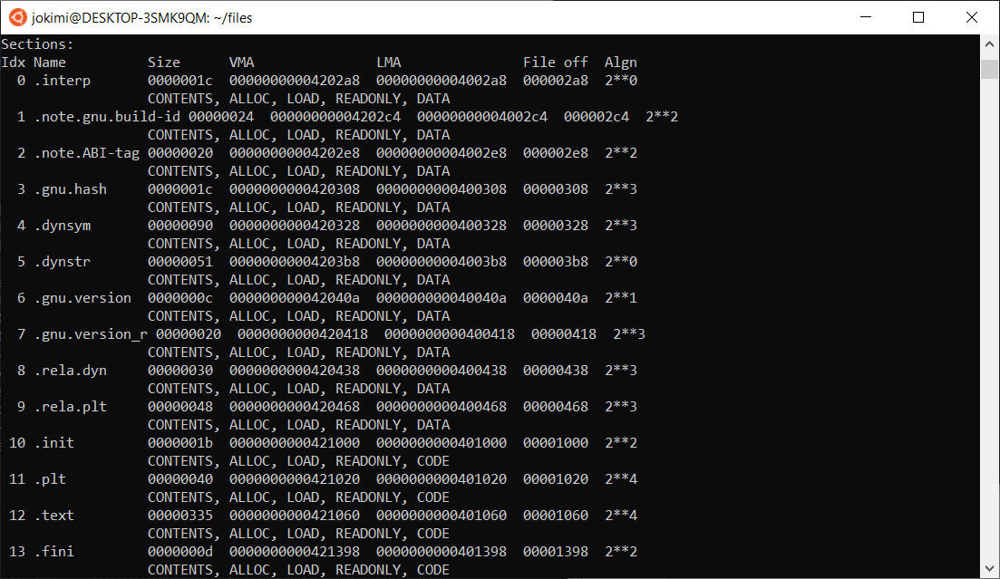 jokimi@DESKTOP-3SMK9QM: ~/files
Sections:
Idx Name          Size      VMA               LMA               File off  Algn
  0 .interp       0000001c  00000000004202a8  00000000004002a8  000002a8  2**0
                  CONTENTS, ALLOC, LOAD, READONLY, DATA
  1 .note.gnu.build-id 00000024  00000000004202c4  00000000004002c4  000002c4  2**2
                  CONTENTS, ALLOC, LOAD, READONLY, DATA
  2 .note.ABI-tag 00000020  00000000004202e8  00000000004002e8  000002e8  2**2
                  CONTENTS, ALLOC, LOAD, READONLY, DATA
  3 .gnu.hash     0000001c  0000000000420308  0000000000400308  00000308  2**3
                  CONTENTS, ALLOC, LOAD, READONLY, DATA
  4 .dynsym       00000090  0000000000420328  0000000000400328  00000328  2**3
                  CONTENTS, ALLOC, LOAD, READONLY, DATA
  5 .dynstr       00000051  00000000004203b8  00000000004003b8  000003b8  2**0
                  CONTENTS, ALLOC, LOAD, READONLY, DATA
  6 .gnu.version  0000000c  000000000042040a  000000000040040a  0000040a  2**1
                  CONTENTS, ALLOC, LOAD, READONLY, DATA
  7 .gnu.version_r 00000020  0000000000420418  0000000000400418  00000418  2**3
                  CONTENTS, ALLOC, LOAD, READONLY, DATA
  8 .rela.dyn     00000030  0000000000420438  0000000000400438  00000438  2**3
                  CONTENTS, ALLOC, LOAD, READONLY, DATA
  9 .rela.plt     00000048  0000000000420468  0000000000400468  00000468  2**3
                  CONTENTS, ALLOC, LOAD, READONLY, DATA
 10 .init         0000001b  0000000000421000  0000000000401000  00001000  2**2
                  CONTENTS, ALLOC, LOAD, READONLY, CODE
 11 .plt          00000040  0000000000421020  0000000000401020  00001020  2**4
                  CONTENTS, ALLOC, LOAD, READONLY, CODE
 12 .text         00000335  0000000000421060  0000000000401060  00001060  2**4
                  CONTENTS, ALLOC, LOAD, READONLY, CODE
 13 .fini         0000000d  0000000000421398  0000000000401398  00001398  2**2
                  CONTENTS, ALLOC, LOAD, READONLY, CODE